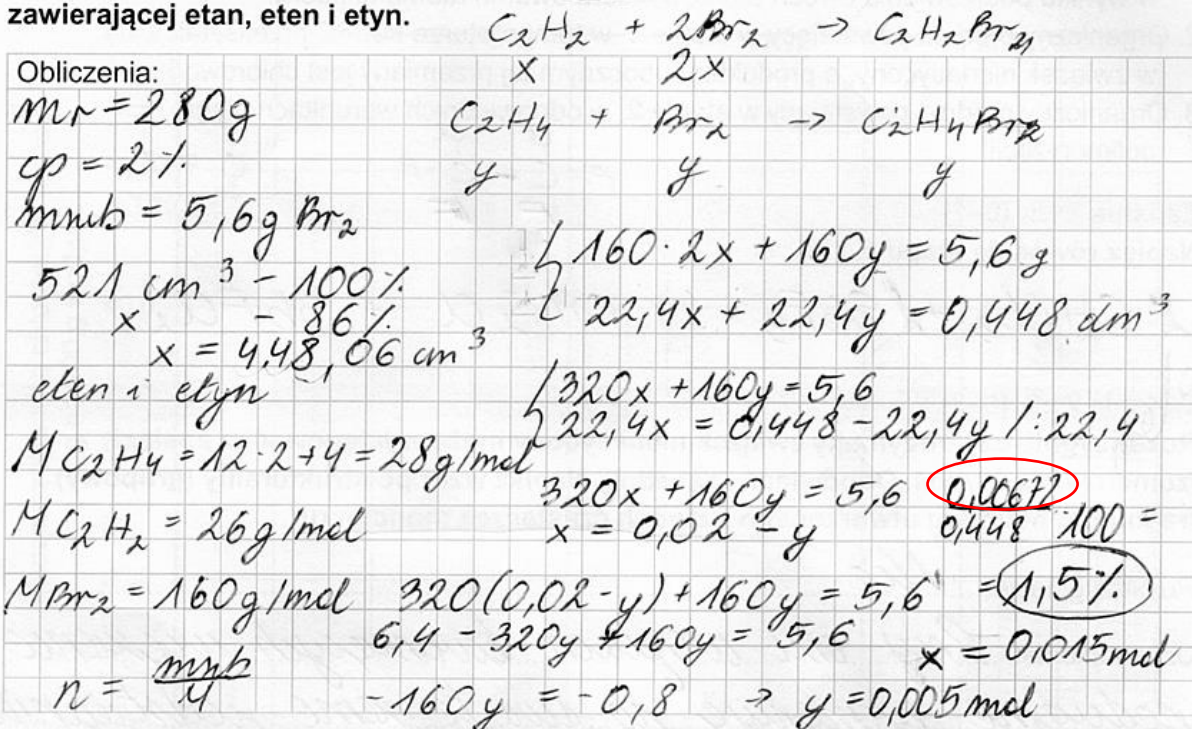 zawierającej etan, eten i etyn.
C2H2 + 2Br2 → C2H2Br4
x 2x
Obliczenia:
mr = 280g
C2H4 + Br2 → C2H4Br2
y y y
cp = 2%
msub = 5,6g Br2
521 cm³ - 100%
x - 86%
x = 448,06 cm³
eten i etyn
MC2H4 = 12·2+4 = 28g/mol
MC2H2 = 26g/mol
MBr2 = 160g/mol
n = msub/M
160·2x + 160y = 5,6g
22,4x + 22,4y = 0,448 dm³
320x + 160y = 5,6
22,4x = 0,448 - 22,4y /:22,4
320x + 160y = 5,6
x = 0,02 - y
320(0,02-y) + 160y = 5,6
6,4 - 320y + 160y = 5,6
-160y = -0,8 → y = 0,005mol
0,00672/0,448 · 100 =
= 1,5%
x = 0,015mol